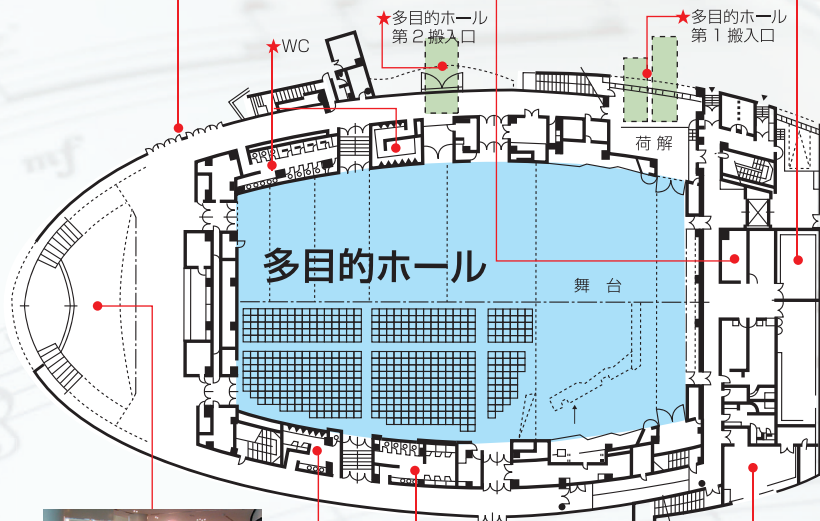 ★多目的ホール
第2搬入口
★多目的ホール
第1搬入口
★WC
荷解
多目的ホール
舞 台
mf